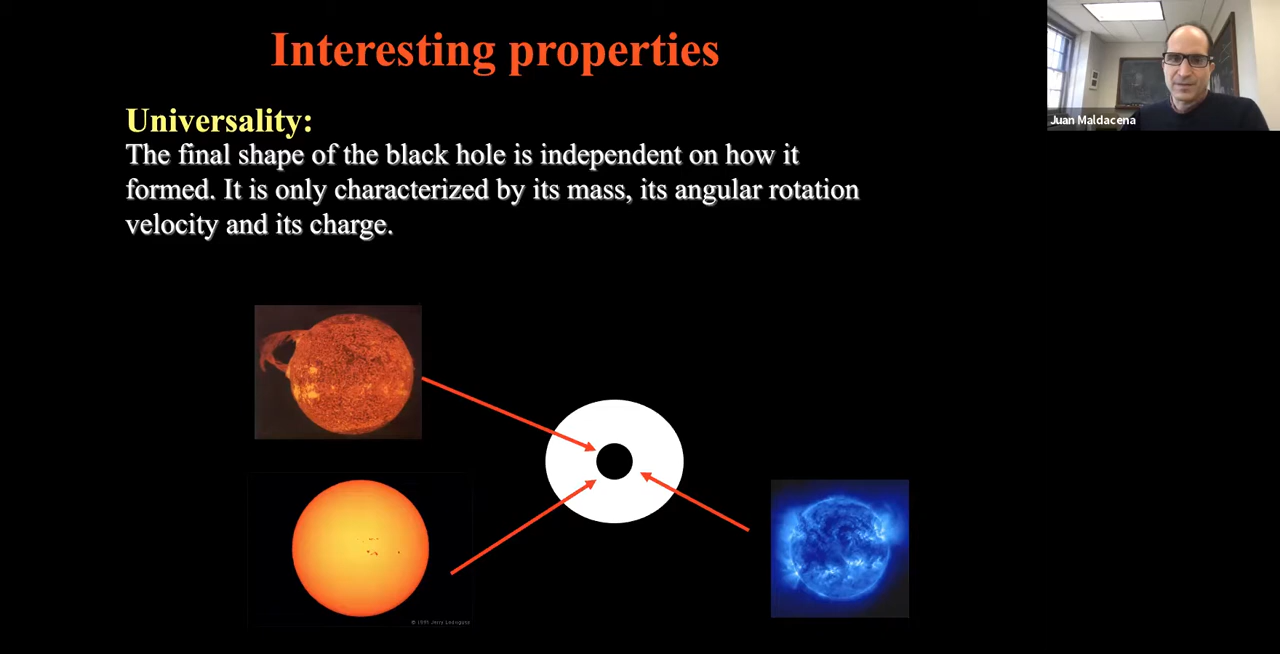 Interesting properties
Juan Maldacena
Universality:
The final shape of the black hole is independent on how it
formed. It is only characterized by its mass, its angular rotation
velocity and its charge.